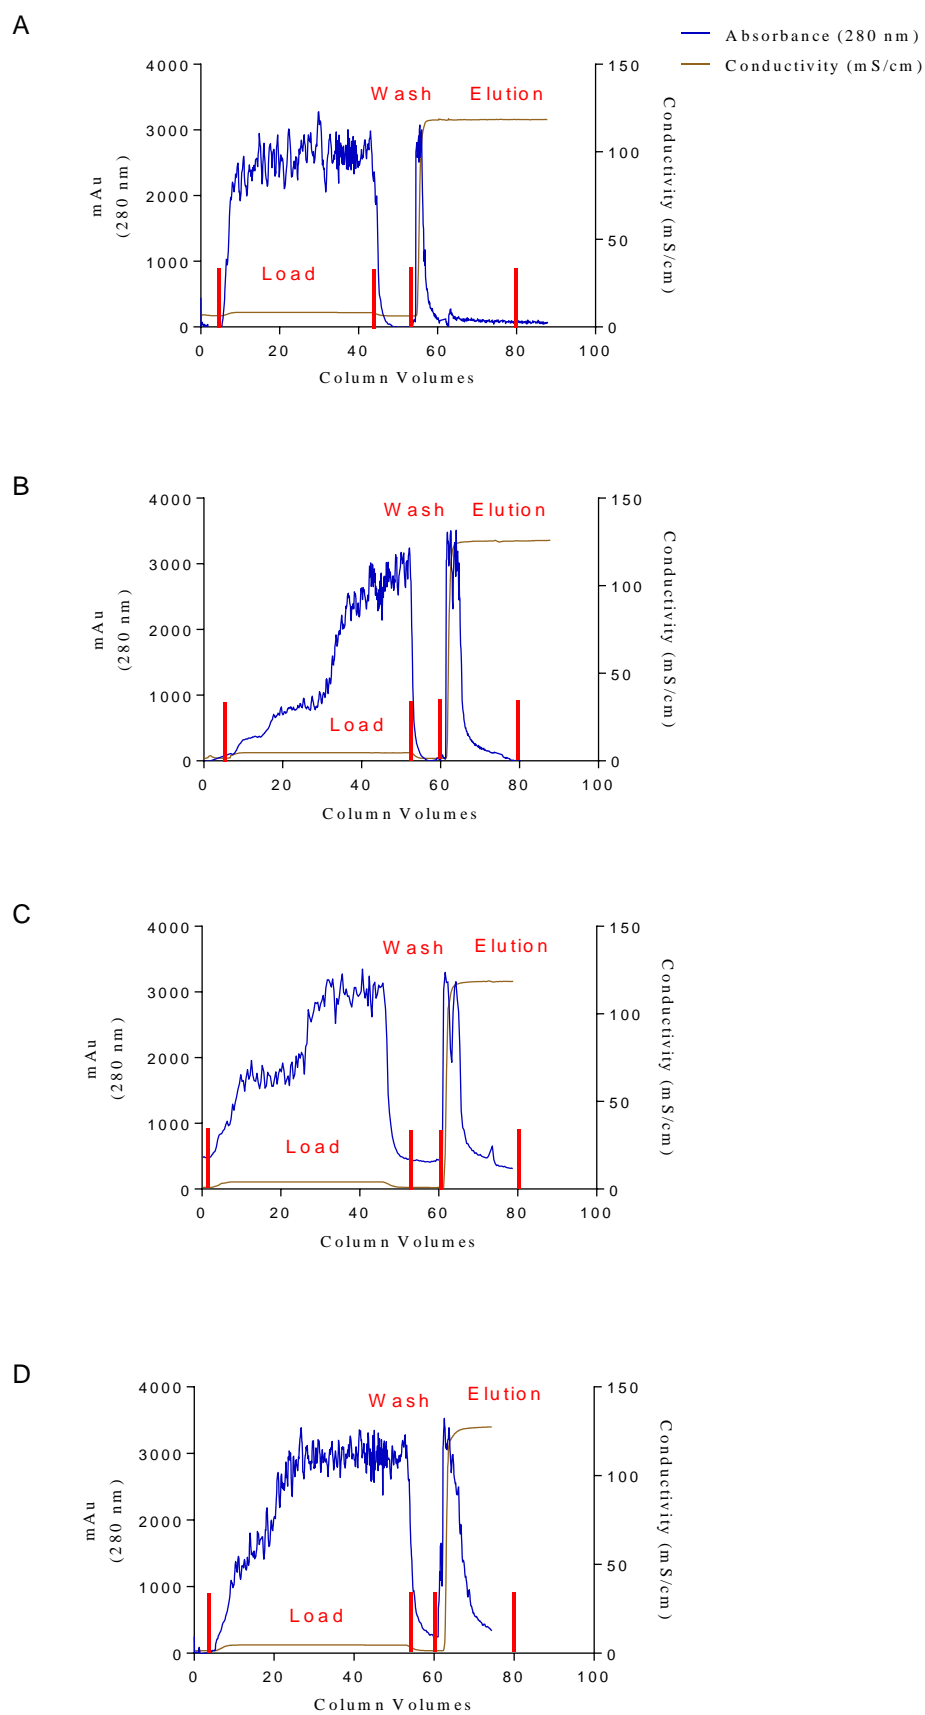 A
Absorbance (280 nm)
Conductivity (mS/cm)
4000
3000
2000
1000
0
mAu
(280 nm)
Wash
Elution
Load
150
100
50
0
Conductivity (mS/cm)
0 20 40 60 80 100
Column Volumes
B
4000
3000
2000
1000
0
mAu
(280 nm)
Wash
Elution
Load
150
100
50
0
Conductivity (mS/cm)
0 20 40 60 80 100
Column Volumes
C
4000
3000
2000
1000
0
mAu
(280 nm)
Wash
Elution
Load
150
100
50
0
Conductivity (mS/cm)
0 20 40 60 80 100
Column Volumes
D
4000
3000
2000
1000
0
mAu
(280 nm)
Wash
Elution
Load
150
100
50
0
Conductivity (mS/cm)
0 20 40 60 80 100
Column Volumes